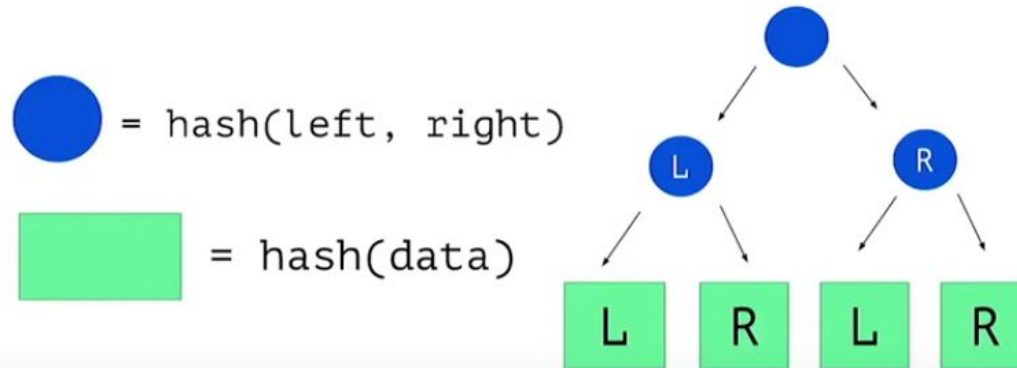 = hash(left, right)
= hash(data)
L
R
L
R
L
R